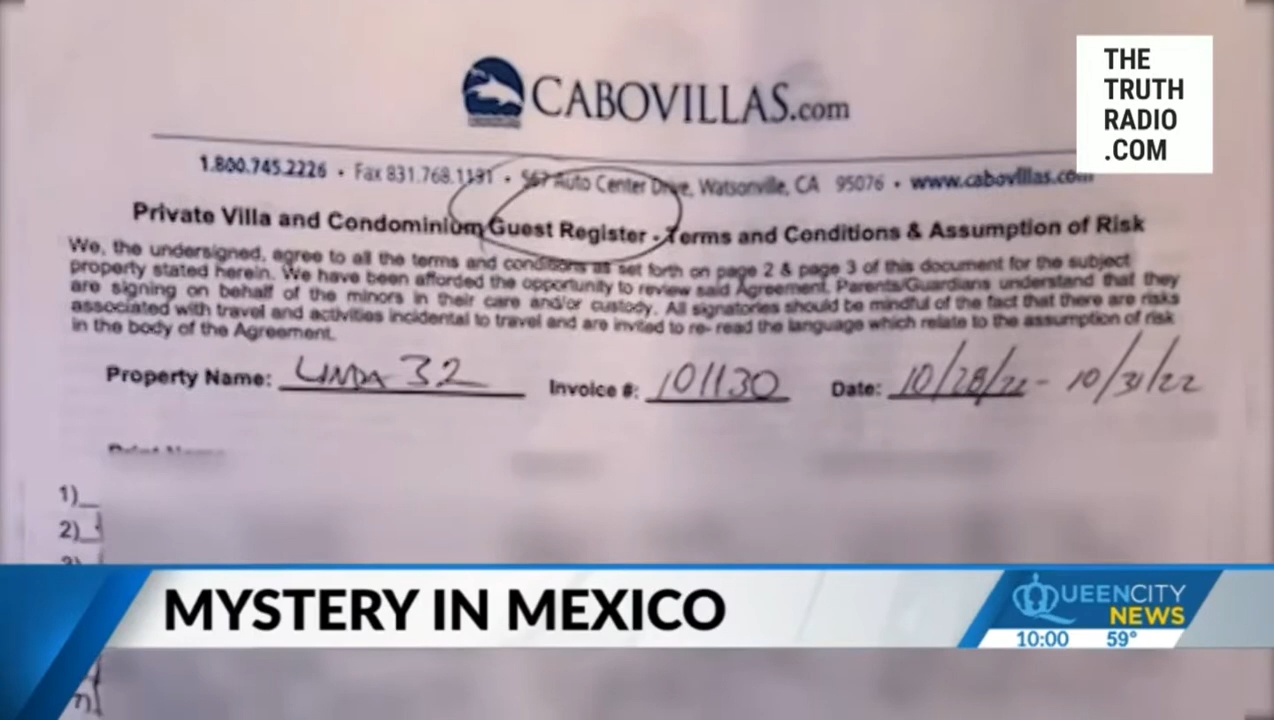 CABOVILLAS.com
THE
TRUTH
RADIO
.COM
1.800.745.2226 • Fax 831.768.1191 • 567 Auto Center Drive, Watsonville, CA 95076 • www.cabovillas.com
Private Villa and Condominium Guest Register - Terms and Conditions & Assumption of Risk
We, the undersigned, agree to all the terms and conditions as set forth on page 2 & page 3 of this document for the subject
property stated herein. We have been afforded the opportunity to review said Agreement. Parents/Guardians understand that they
are signing on behalf of the minors in their care and/or custody. All signatories should be mindful of the fact that there are risks
associated with travel and activities incidental to travel and are invited to re- read the language which relate to the assumption of risk
in the body of the Agreement.
Property Name: LINDA 32 Invoice #: 101130 Date: 10/28/22 - 10/31/22
Print Name
1)
2)
MYSTERY IN MEXICO
QUEEN CITY
NEWS
10:00 59°